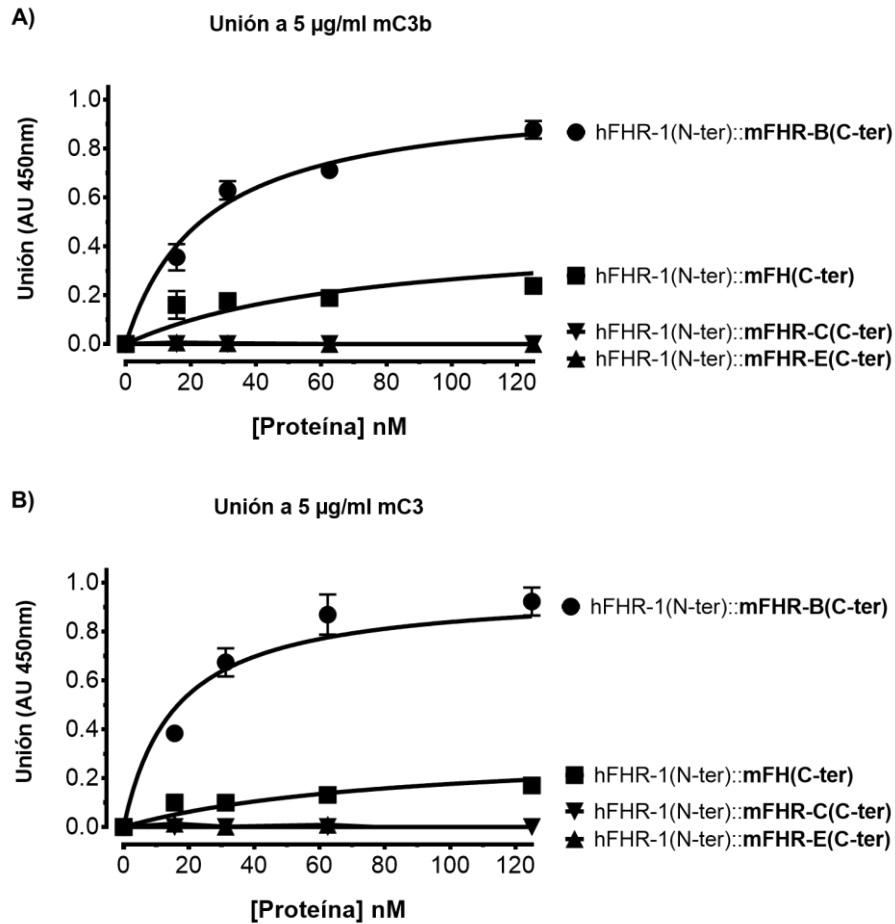 A)
Unión a 5 µg/ml mC3b
Unión (AU 450nm)
1.0
0.8
0.6
0.4
0.2
0.0
0 20 40 60 80 100 120
[Proteína] nM
hFHR-1(N-ter)::mFHR-B(C-ter)
hFHR-1(N-ter)::mFH(C-ter)
hFHR-1(N-ter)::mFHR-C(C-ter)
hFHR-1(N-ter)::mFHR-E(C-ter)
B)
Unión a 5 µg/ml mC3
Unión (AU 450nm)
1.0
0.8
0.6
0.4
0.2
0.0
0 20 40 60 80 100 120
[Proteína] nM
hFHR-1(N-ter)::mFHR-B(C-ter)
hFHR-1(N-ter)::mFH(C-ter)
hFHR-1(N-ter)::mFHR-C(C-ter)
hFHR-1(N-ter)::mFHR-E(C-ter)